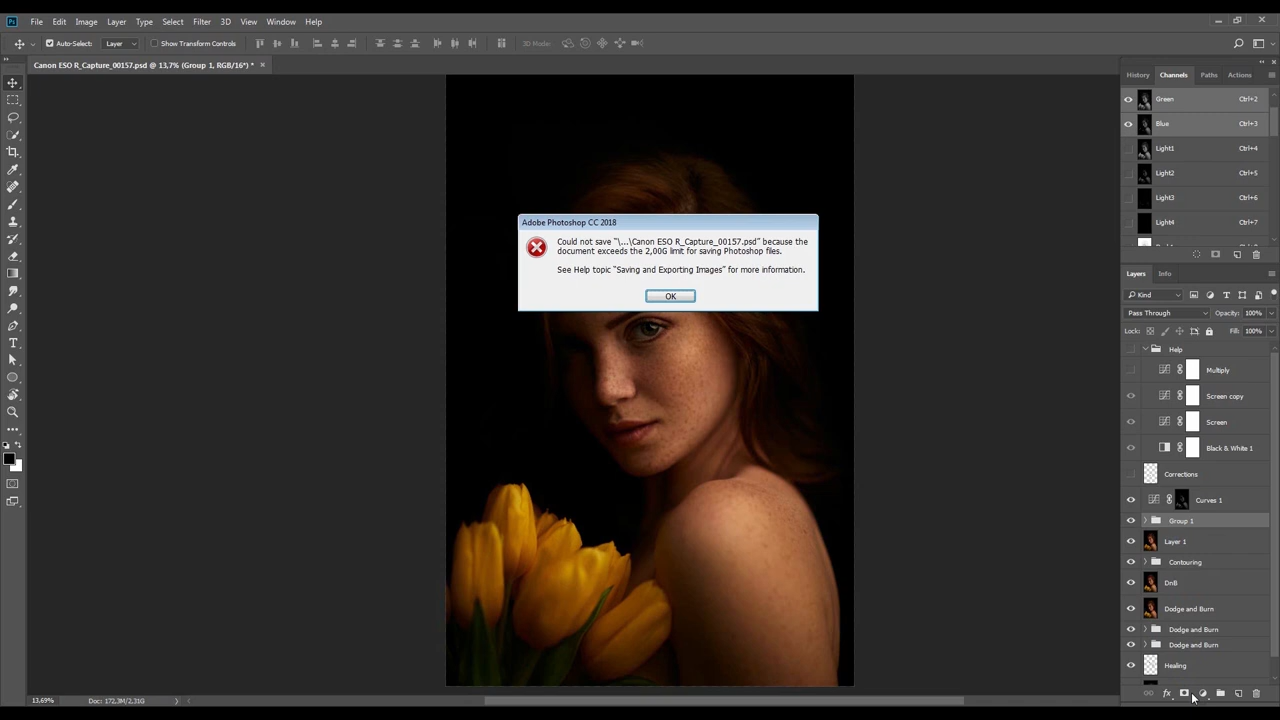 Ps File Edit Image Layer Type Select Filter 3D View Window Help
Auto-Select: Layer Show Transform Controls 3D Mode:
Canon ESO R_Capture_00157.psd @ 13,7% (Group 1, RGB/16*) * ×
History Channels Paths Actions
Green Ctrl+2
Blue Ctrl+3
Light1 Ctrl+4
Light2 Ctrl+5
Light3 Ctrl+6
Light4 Ctrl+7
Adobe Photoshop CC 2018
Could not save "\...\Canon ESO R_Capture_00157.psd" because the
document exceeds the 2,00G limit for saving Photoshop files.
See Help topic "Saving and Exporting Images" for more information.
OK
Layers Info
Kind
Pass Through Opacity: 100%
Lock: Fill: 100%
Help
Multiply
Screen copy
Screen
Black & White 1
Corrections
Curves 1
Group 1
Layer 1
Contouring
DnB
Dodge and Burn
Dodge and Burn
Dodge and Burn
Healing
fx
13,69% Doc: 172,3M/2,31G